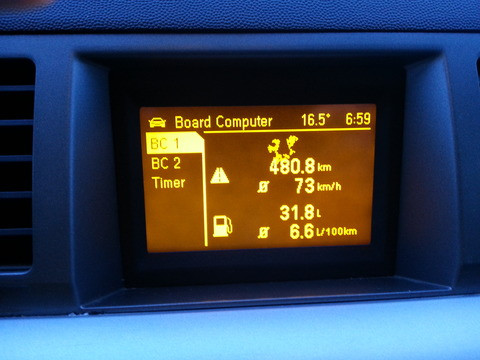 Board Computer 16.5° 6:59
BC 1
BC 2
Timer
480.8 km
Ø 73 km/h
31.8 L
Ø 6.6 L/100km